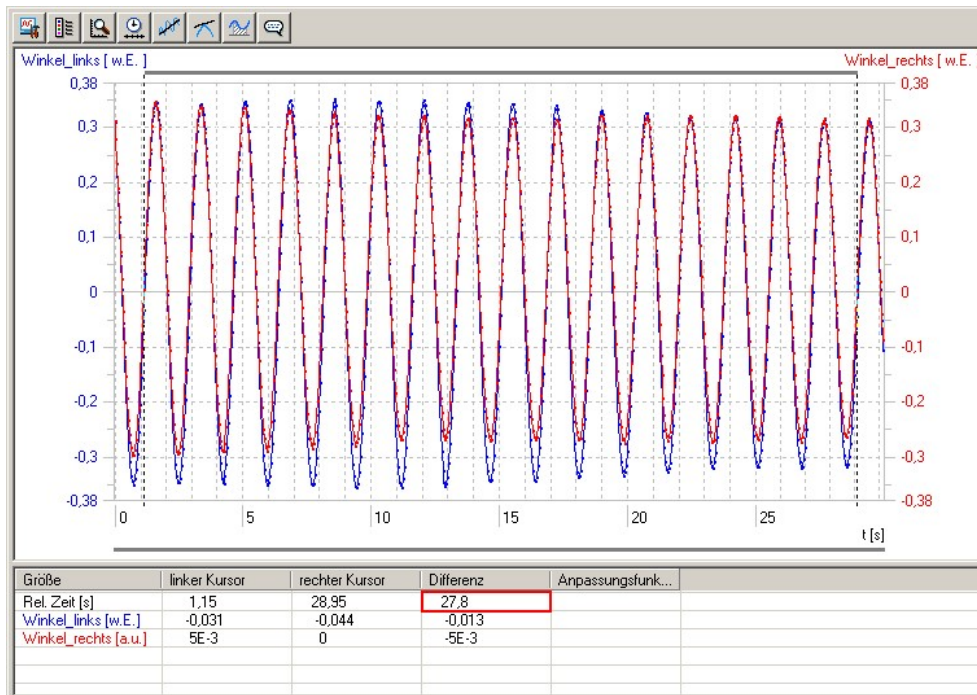 Winkel_links [ w.E. ] Winkel_rechts [ w.E.
0,38 0,38
0,3 0,3
0,2 0,2
0,1 0,1
0 0
-0,1 -0,1
-0,2 -0,2
-0,3 -0,3
-0,38 -0,38
0 5 10 15 20 25
t [s]
Größe linker Kursor rechter Kursor Differenz Anpassungsfunk...
Rel. Zeit [s] 1,15 28,95 27,8
Winkel_links [w.E.] -0,031 -0,044 -0,013
Winkel_rechts [a.u.] 5E-3 0 -5E-3